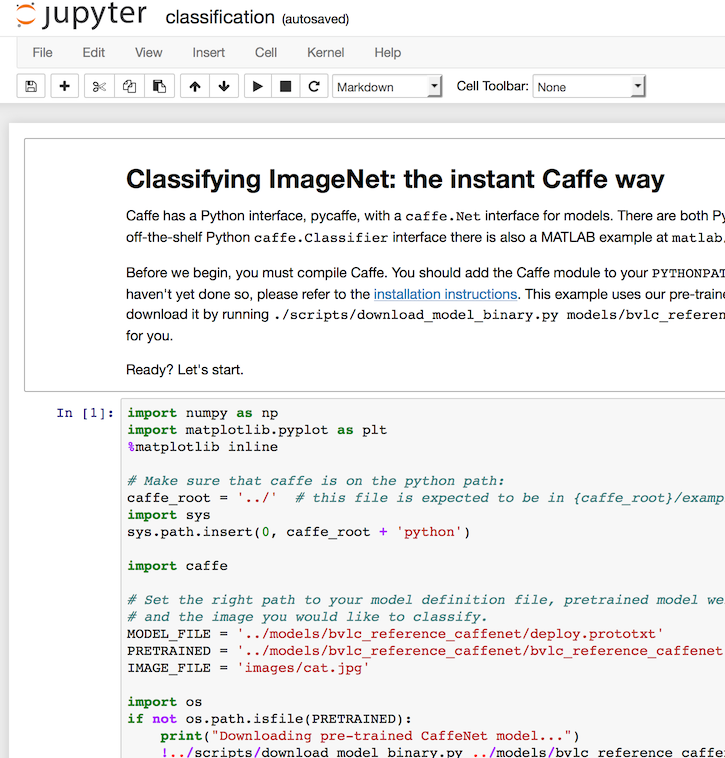 jupyter classification (autosaved)
File Edit View Insert Cell Kernel Help
Markdown Cell Toolbar: None
Classifying ImageNet: the instant Caffe way
Caffe has a Python interface, pycaffe, with a caffe.Net interface for models. There are both Py
off-the-shelf Python caffe.Classifier interface there is also a MATLAB example at matlab
Before we begin, you must compile Caffe. You should add the Caffe module to your PYTHONPAT
haven't yet done so, please refer to the installation instructions. This example uses our pre-traine
download it by running ./scripts/download_model_binary.py models/bvlc_referen
for you.
Ready? Let's start.
In [1]: import numpy as np
import matplotlib.pyplot as plt
%matplotlib inline
# Make sure that caffe is on the python path:
caffe_root = '../'  # this file is expected to be in {caffe_root}/examp
import sys
sys.path.insert(0, caffe_root + 'python')
import caffe
# Set the right path to your model definition file, pretrained model we
# and the image you would like to classify.
MODEL_FILE = '../models/bvlc_reference_caffenet/deploy.prototxt'
PRETRAINED = '../models/bvlc_reference_caffenet/bvlc_reference_caffenet
IMAGE_FILE = 'images/cat.jpg'
import os
if not os.path.isfile(PRETRAINED):
    print("Downloading pre-trained CaffeNet model...")
    !../scripts/download_model_binary.py ../models/bvlc_reference_caffe